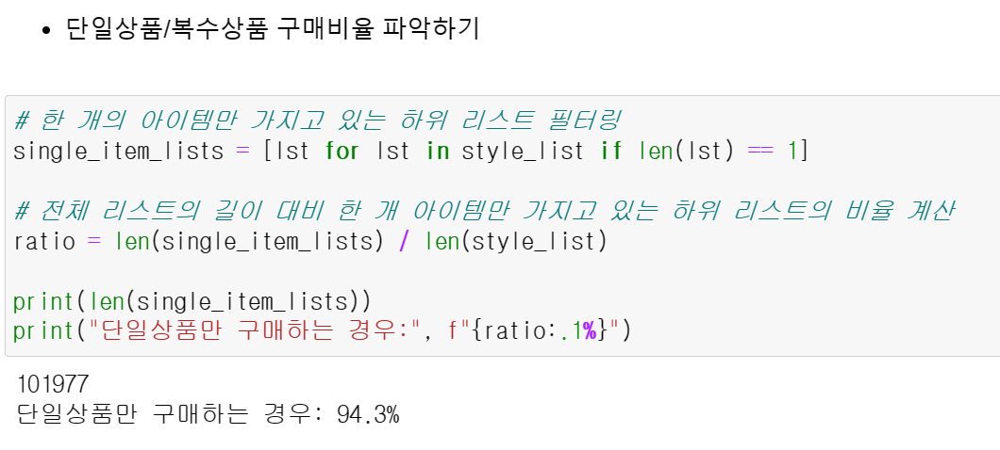 • 단일상품/복수상품 구매비율 파악하기
# 한 개의 아이템만 가지고 있는 하위 리스트 필터링
single_item_lists = [lst for lst in style_list if len(lst) == 1]
# 전체 리스트의 길이 대비 한 개 아이템만 가지고 있는 하위 리스트의 비율 계산
ratio = len(single_item_lists) / len(style_list)
print(len(single_item_lists))
print("단일상품만 구매하는 경우:", f"{ratio:.1%}")
101977
단일상품만 구매하는 경우: 94.3%